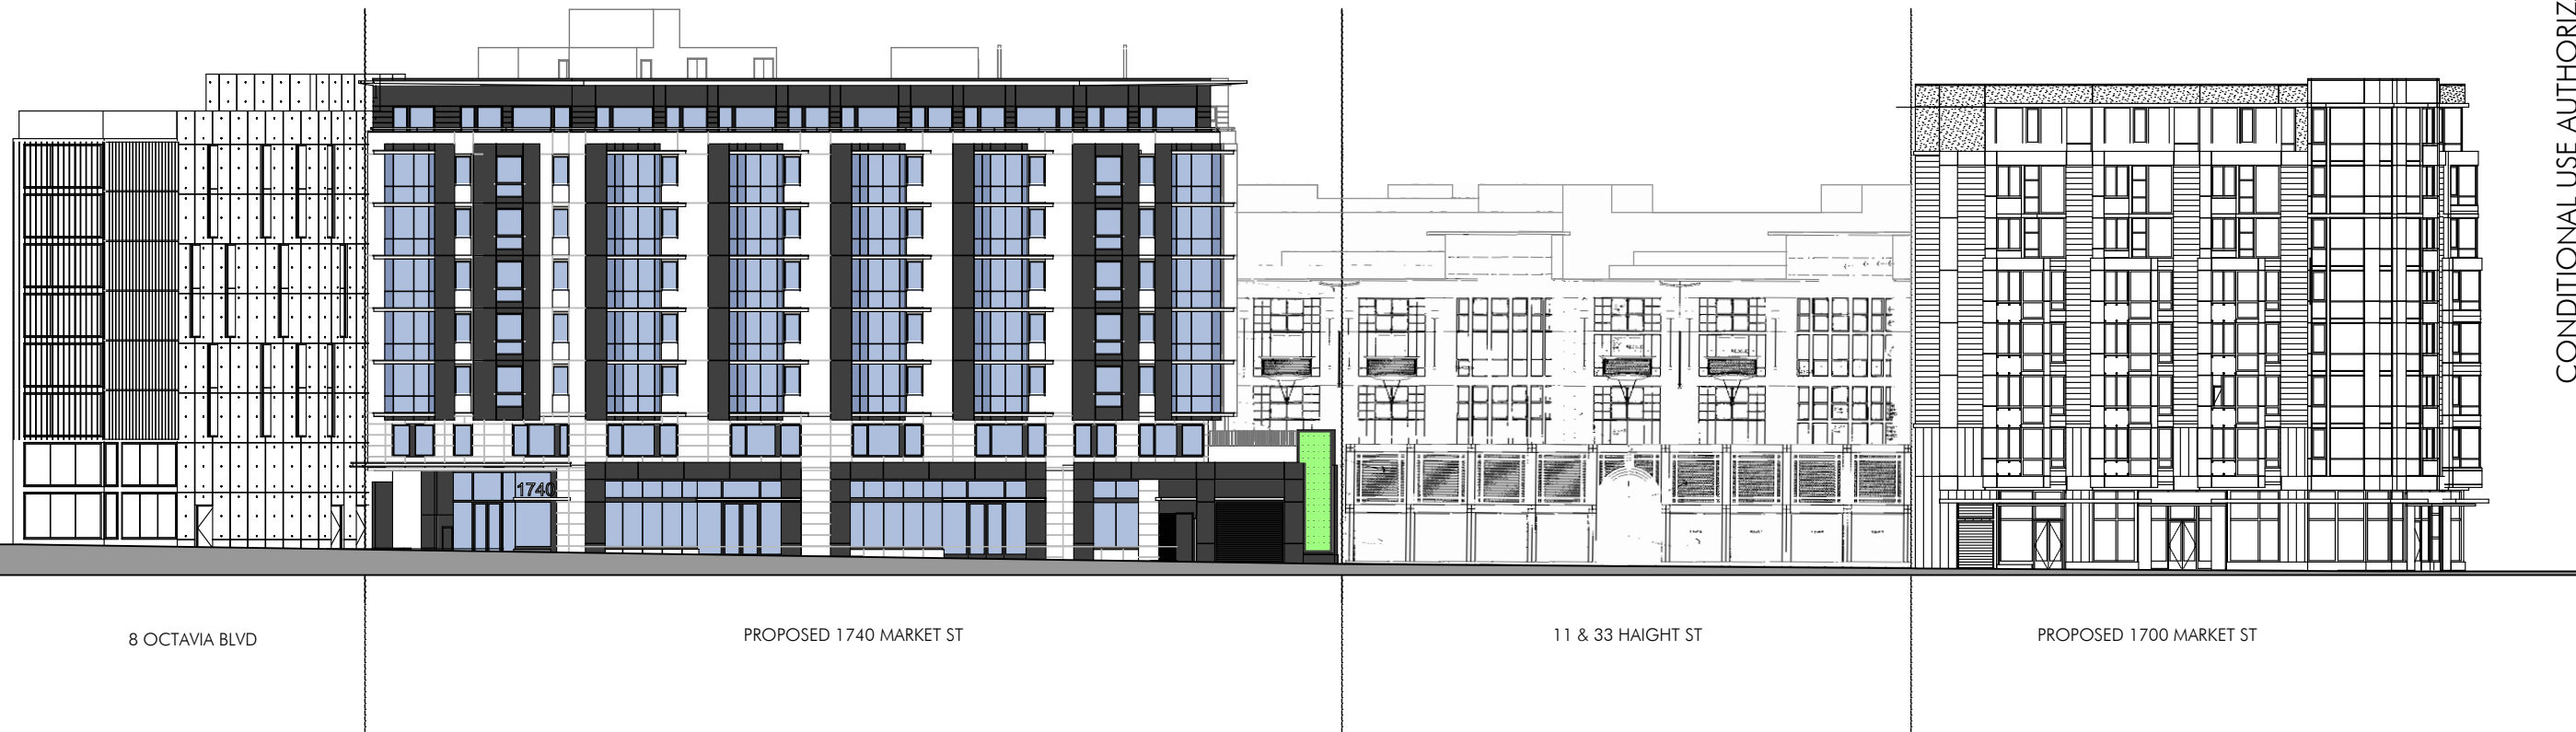 CONDITIONAL USE AUTHORIZ
1740
8 OCTAVIA BLVD
PROPOSED 1740 MARKET ST
11 & 33 HAIGHT ST
PROPOSED 1700 MARKET ST